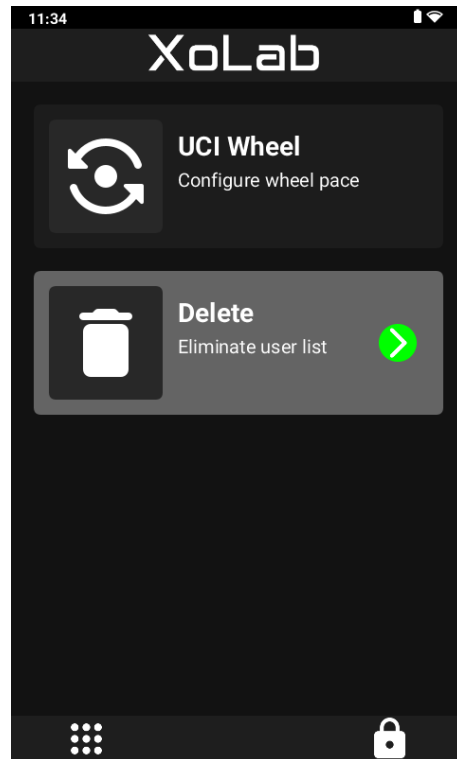 11:34
XoLab
UCI Wheel
Configure wheel pace
Delete
Eliminate user list